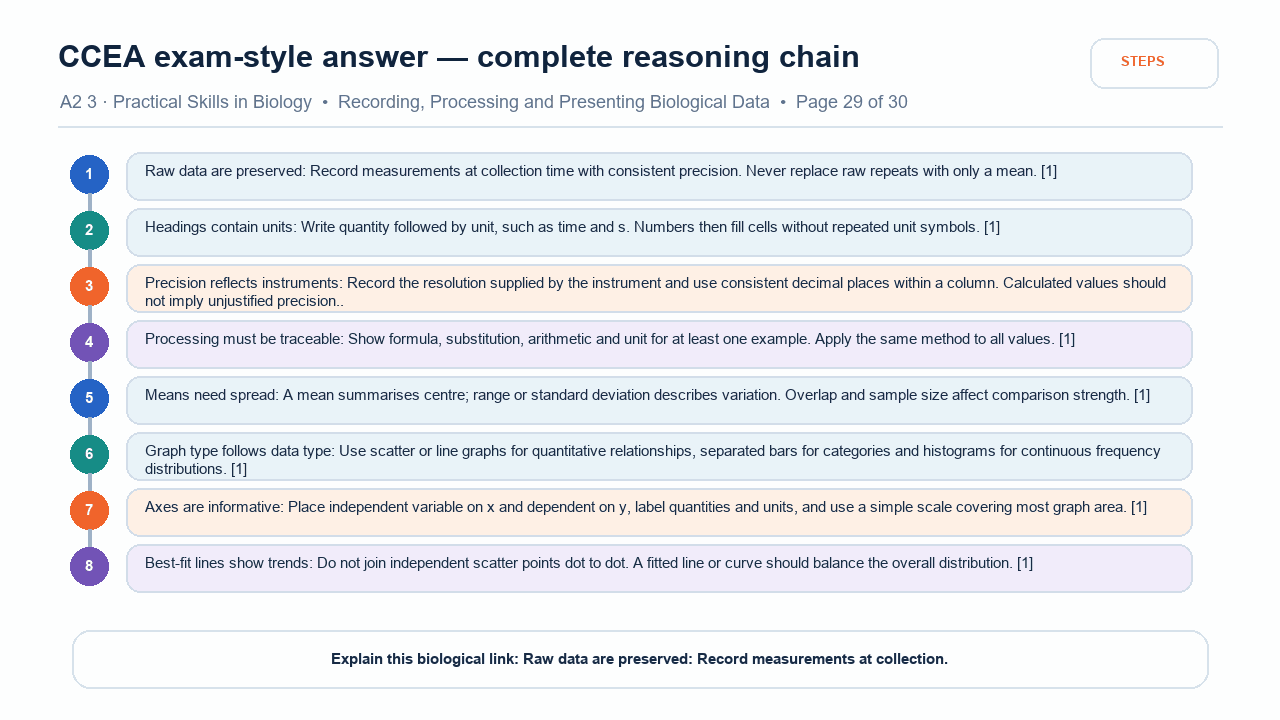 CCEA exam-style answer — complete reasoning chain
STEPS
A2 3 · Practical Skills in Biology • Recording, Processing and Presenting Biological Data • Page 29 of 30
1
Raw data are preserved: Record measurements at collection time with consistent precision. Never replace raw repeats with only a mean. [1]
2
Headings contain units: Write quantity followed by unit, such as time and s. Numbers then fill cells without repeated unit symbols. [1]
3
Precision reflects instruments: Record the resolution supplied by the instrument and use consistent decimal places within a column. Calculated values should
not imply unjustified precision..
4
Processing must be traceable: Show formula, substitution, arithmetic and unit for at least one example. Apply the same method to all values. [1]
5
Means need spread: A mean summarises centre; range or standard deviation describes variation. Overlap and sample size affect comparison strength. [1]
6
Graph type follows data type: Use scatter or line graphs for quantitative relationships, separated bars for categories and histograms for continuous frequency
distributions. [1]
7
Axes are informative: Place independent variable on x and dependent on y, label quantities and units, and use a simple scale covering most graph area. [1]
8
Best-fit lines show trends: Do not join independent scatter points dot to dot. A fitted line or curve should balance the overall distribution. [1]
Explain this biological link: Raw data are preserved: Record measurements at collection.